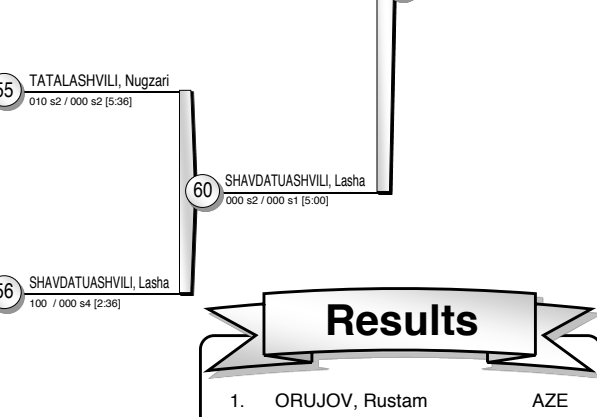 55 TATALASHVILI, Nugzari
010 s2 / 000 s2 [5:36]
60 SHAVDATUASHVILI, Lasha
000 s2 / 000 s1 [5:00]
56 SHAVDATUASHVILI, Lasha
100 / 000 s4 [2:36]
Results
1. ORUJOV, Rustam AZE